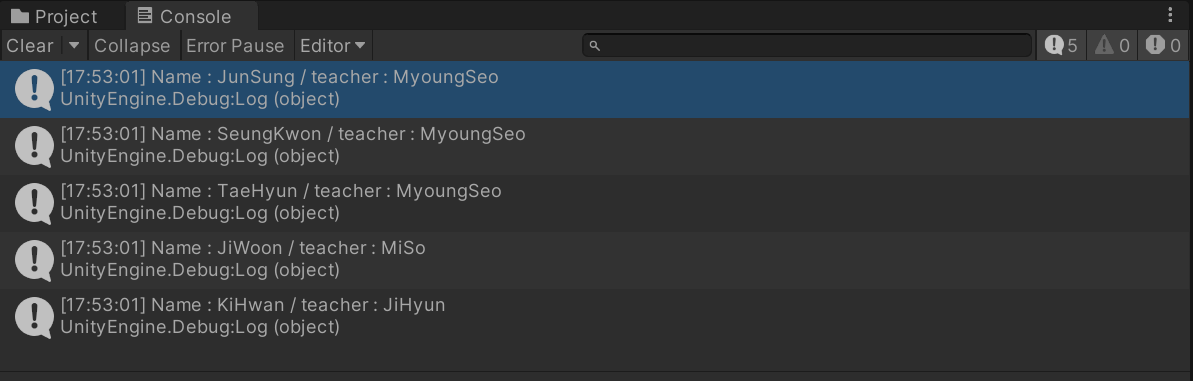 Project Console
Clear Collapse Error Pause Editor 5 0 0
[17:53:01] Name : JunSung / teacher : MyoungSeo
UnityEngine.Debug:Log (object)
[17:53:01] Name : SeungKwon / teacher : MyoungSeo
UnityEngine.Debug:Log (object)
[17:53:01] Name : TaeHyun / teacher : MyoungSeo
UnityEngine.Debug:Log (object)
[17:53:01] Name : JiWoon / teacher : MiSo
UnityEngine.Debug:Log (object)
[17:53:01] Name : KiHwan / teacher : JiHyun
UnityEngine.Debug:Log (object)